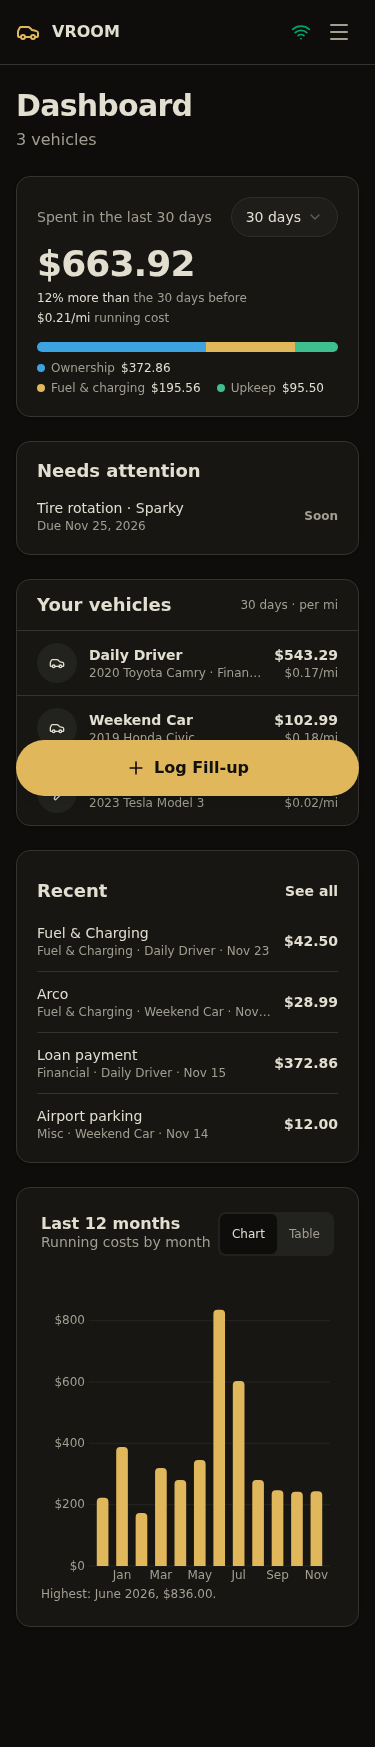 VROOM
Dashboard
3 vehicles
Spent in the last 30 days
30 days
$663.92
12% more than the 30 days before
$0.21/mi running cost
Ownership $372.86
Fuel & charging $195.56 Upkeep $95.50
Needs attention
Tire rotation · Sparky
Due Nov 25, 2026
Soon
Your vehicles
30 days · per mi
Daily Driver
$543.29
2020 Toyota Camry · Finan...
$0.17/mi
Weekend Car
$102.99
2019 Honda Civic
$0.18/mi
Log Fill-up
2023 Tesla Model 3
$0.02/mi
Recent
See all
Fuel & Charging
Fuel & Charging · Daily Driver · Nov 23
$42.50
Arco
Fuel & Charging · Weekend Car · Nov...
$28.99
Loan payment
Financial · Daily Driver · Nov 15
$372.86
Airport parking
Misc · Weekend Car · Nov 14
$12.00
Last 12 months
Running costs by month
Chart
Table
$800
$600
$400
$200
$0
Jan Mar May Jul Sep Nov
Highest: June 2026, $836.00.